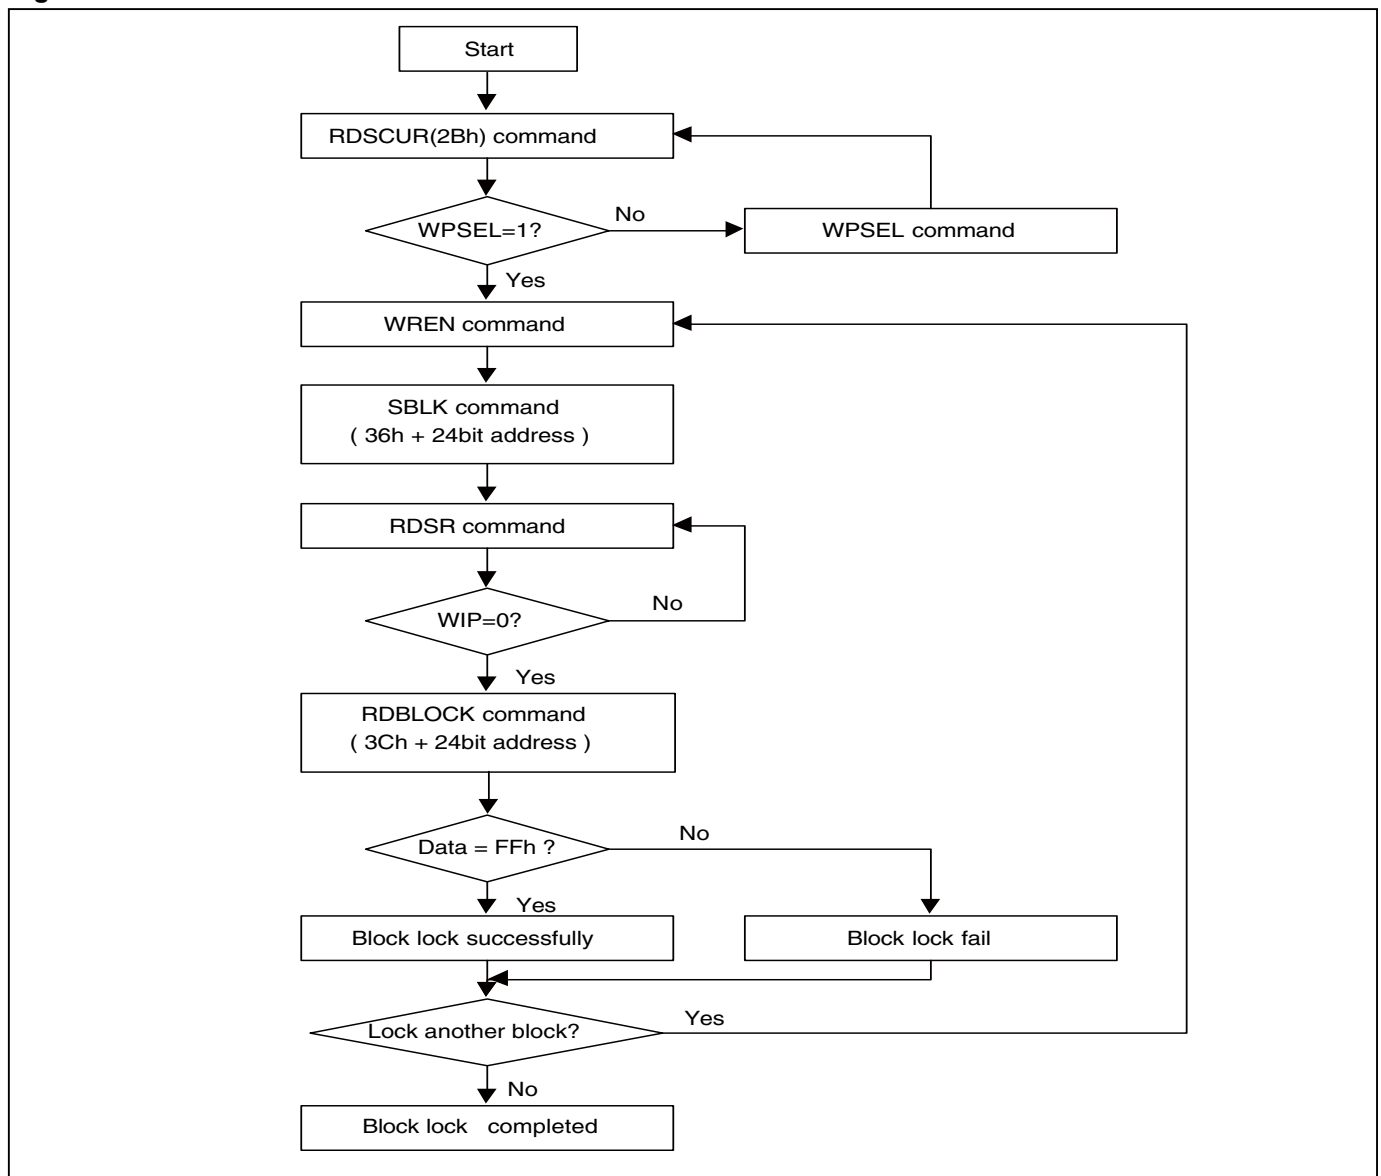 Start
RDSCUR(2Bh) command
WPSEL=1?
No
WPSEL command
Yes
WREN command
SBLK command
( 36h + 24bit address )
RDSR command
WIP=0?
No
Yes
RDBLOCK command
( 3Ch + 24bit address )
Data = FFh ?
No
Yes
Block lock successfully
Block lock fail
Lock another block?
Yes
No
Block lock completed